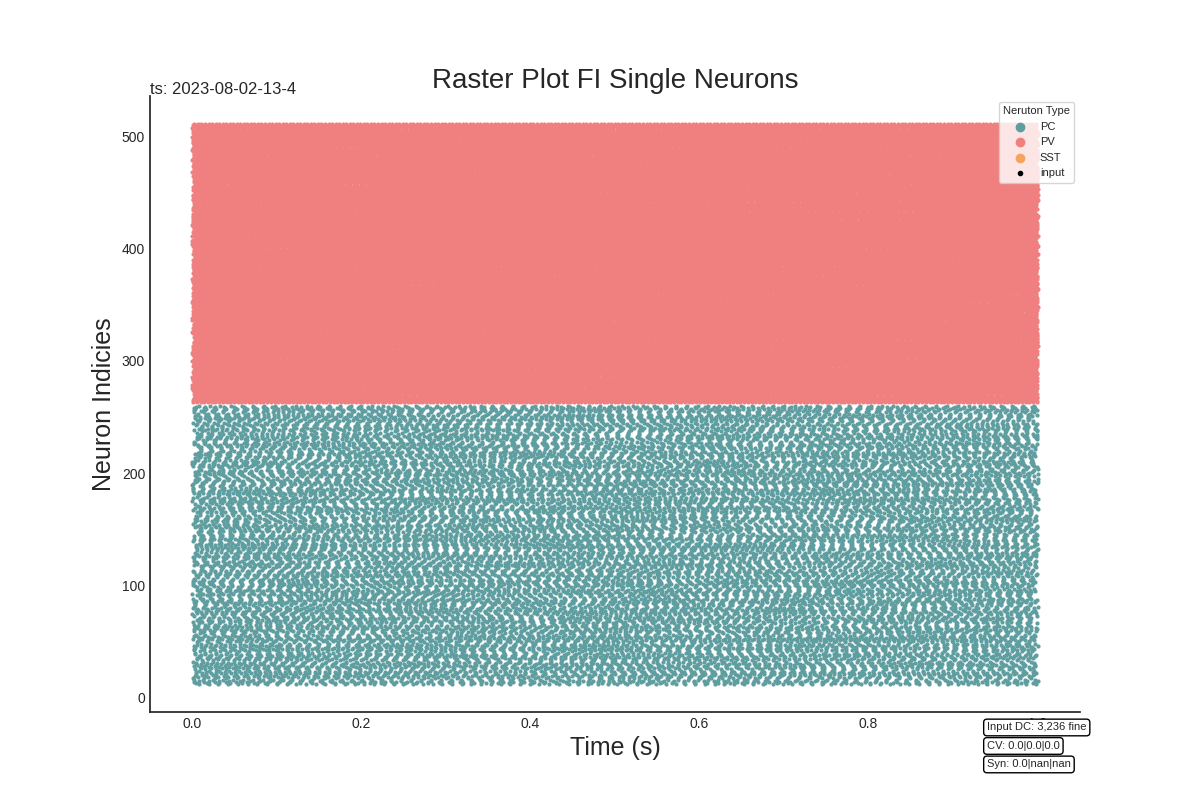 Raster Plot FI Single Neurons
ts: 2023-08-02-13-4
Neruton Type
PC
PV
SST
input
500
400
300
200
100
0
Neuron Indicies
0.0 0.2 0.4 0.6 0.8
Time (s)
Input DC: 3,236 fine
CV: 0.0|0.0|0.0
Syn: 0.0|nan|nan